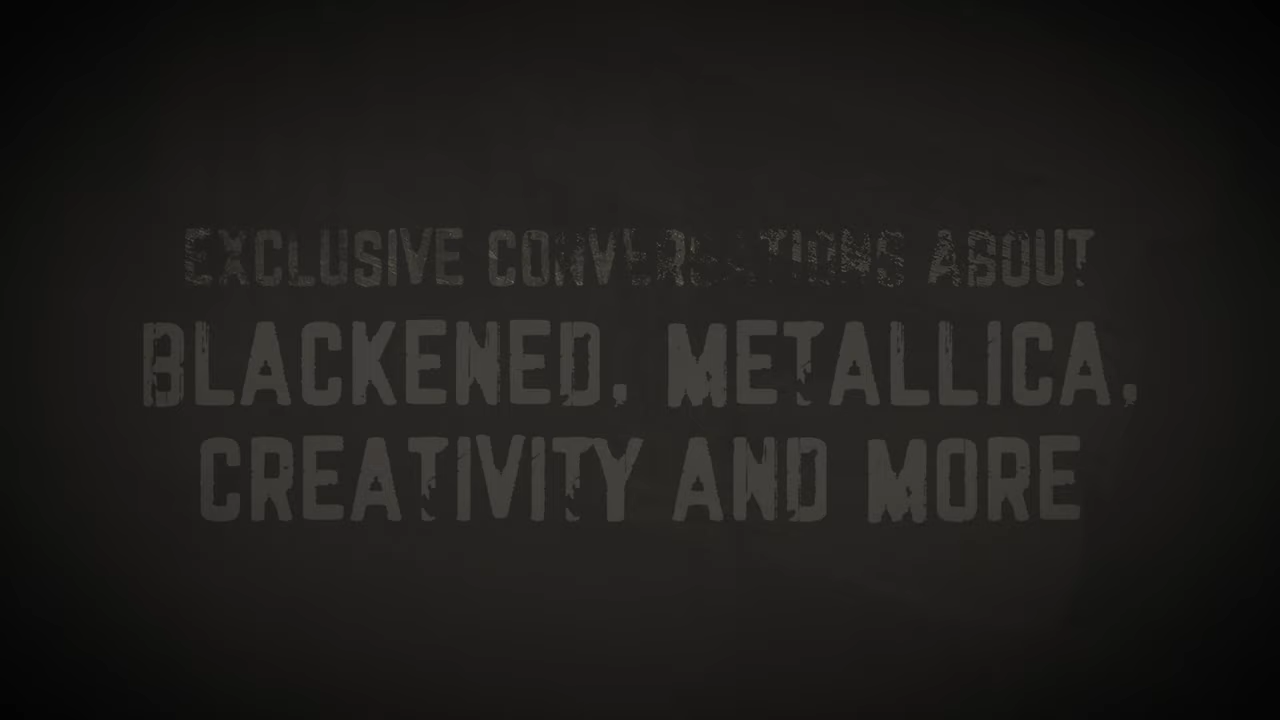 EXCLUSIVE CONVERSATIONS ABOUT
BLACKENED, METALLICA,
CREATIVITY AND MORE